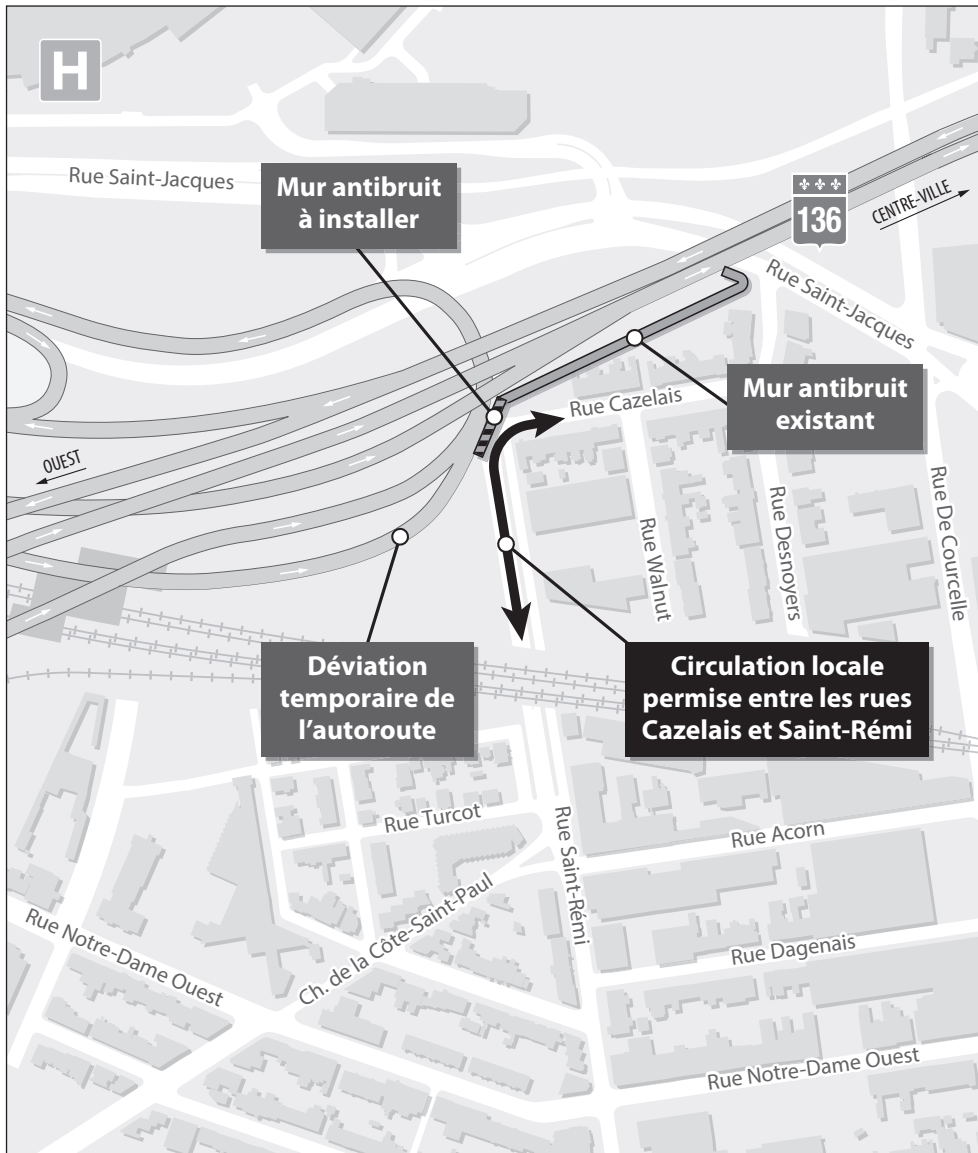 H
Rue Saint-Jacques
Mur antibruit
à installer
136
CENTRE-VILLE
Rue Saint-Jacques
Mur antibruit
existant
Rue Cazelais
OUEST
Rue Walnut
Rue Desnoyers
Rue De Courcelle
Déviation
temporaire de
l’autoroute
Circulation locale
permise entre les rues
Cazelais et Saint-Rémi
Rue Turcot
Rue Saint-Rémi
Rue Acorn
Ch. de la Côte-Saint-Paul
Rue Notre-Dame Ouest
Rue Dagenais
Rue Notre-Dame Ouest